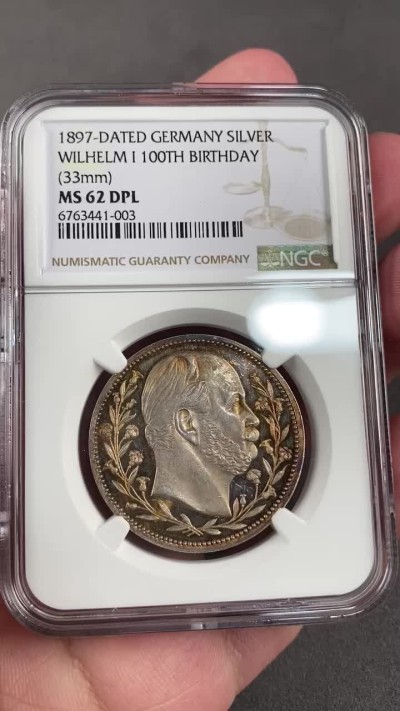 1897-DATED GERMANY SILVER
WILHELM I 100TH BIRTHDAY
(33mm)
MS 62 DPL
6763441-003
NUMISMATIC GUARANTY COMPANY
NGC